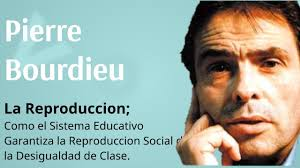 Pierre
Bourdieu
La Reproduccion;
Como el Sistema Educativo
Garantiza la Reproduccion Social d
la Desigualdad de Clase.